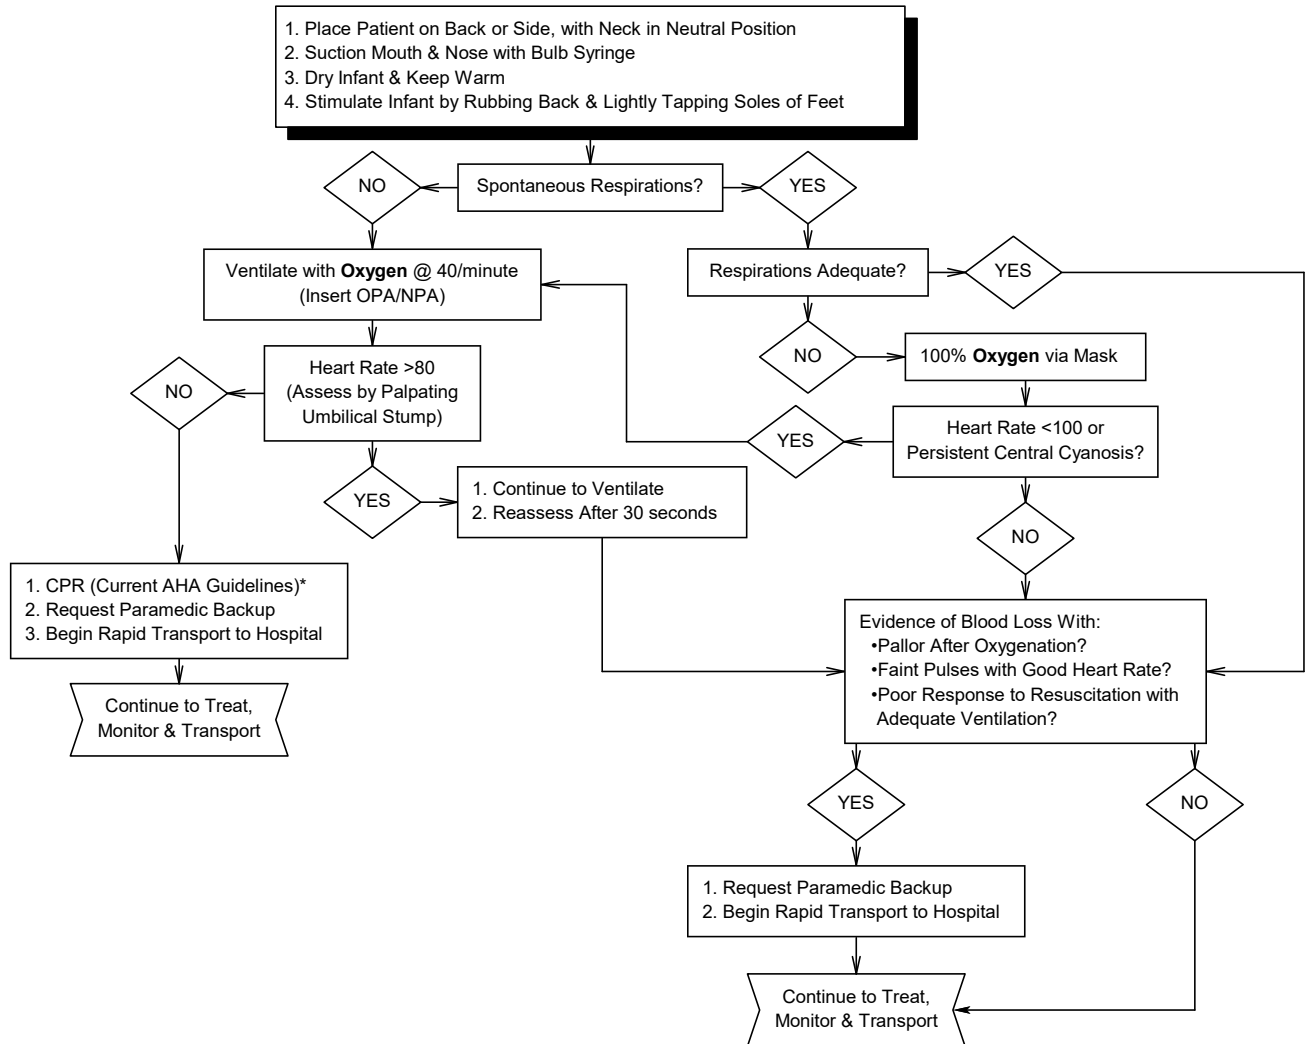 1. Place Patient on Back or Side, with Neck in Neutral Position
2. Suction Mouth & Nose with Bulb Syringe
3. Dry Infant & Keep Warm
4. Stimulate Infant by Rubbing Back & Lightly Tapping Soles of Feet
NO
Spontaneous Respirations?
YES
Ventilate with Oxygen @ 40/minute
(Insert OPA/NPA)
Respirations Adequate?
YES
NO
100% Oxygen via Mask
NO
Heart Rate >80
(Assess by Palpating
Umbilical Stump)
YES
Heart Rate <100 or
Persistent Central Cyanosis?
YES
1. Continue to Ventilate
2. Reassess After 30 seconds
NO
1. CPR (Current AHA Guidelines)*
2. Request Paramedic Backup
3. Begin Rapid Transport to Hospital
Continue to Treat,
Monitor & Transport
Evidence of Blood Loss With:
•Pallor After Oxygenation?
•Faint Pulses with Good Heart Rate?
•Poor Response to Resuscitation with
Adequate Ventilation?
YES
NO
1. Request Paramedic Backup
2. Begin Rapid Transport to Hospital
Continue to Treat,
Monitor & Transport